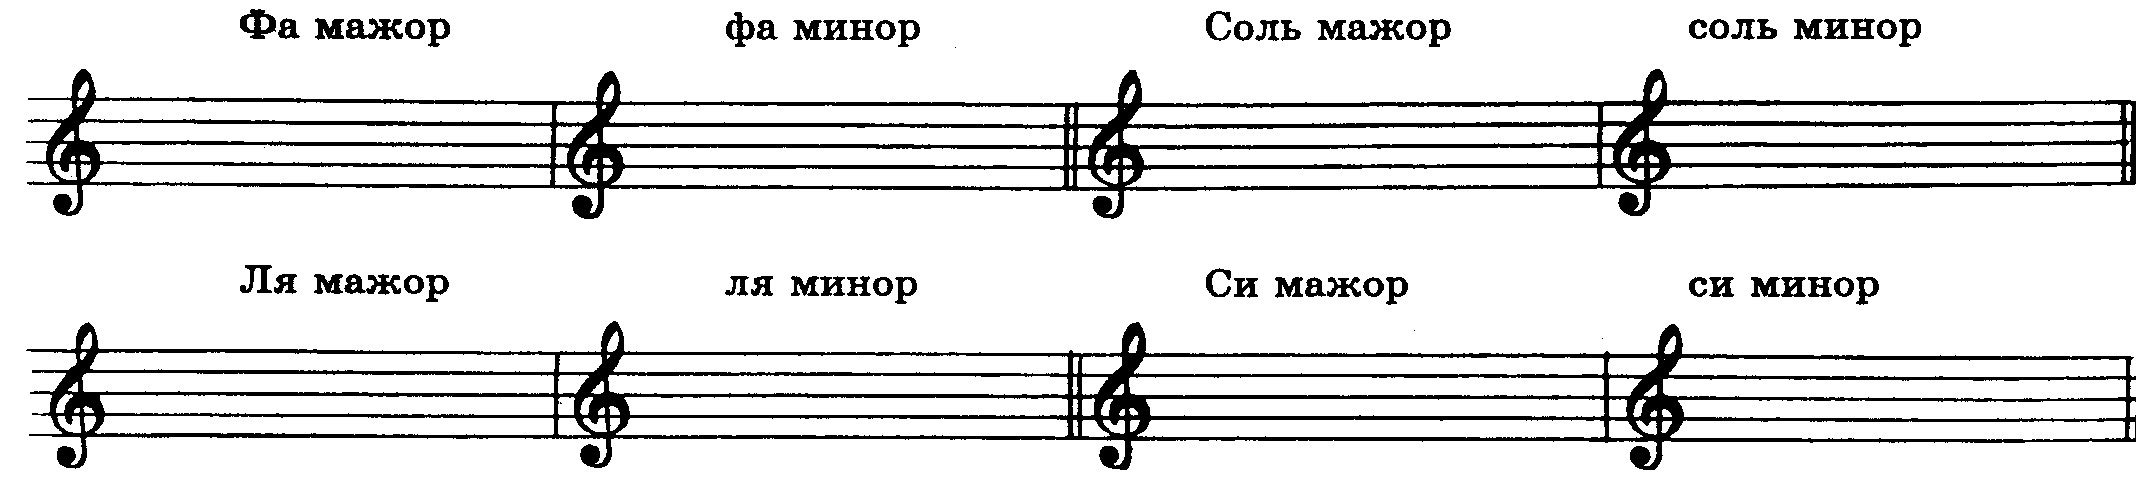 Фа мажор фа минор Соль мажор соль минор
Ля мажор ля минор Си мажор си минор